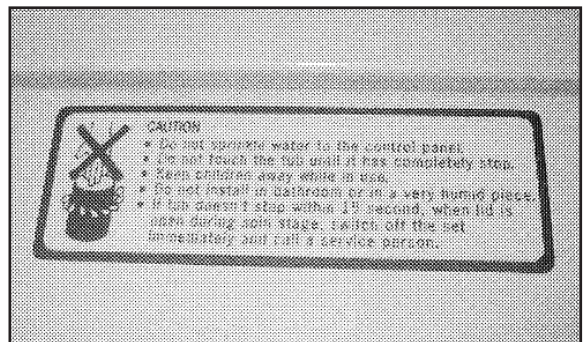 CAUTION
* Do not sprinkle water to the control panel.
* Do not touch the tub until it has completely stop.
* Keep children away while in use.
* Do not install in bathroom or in a very humid piece.
* If tub doesn't stop within 15 second, when lid is
open during spin stage, switch off the set
immediately and call a service person.